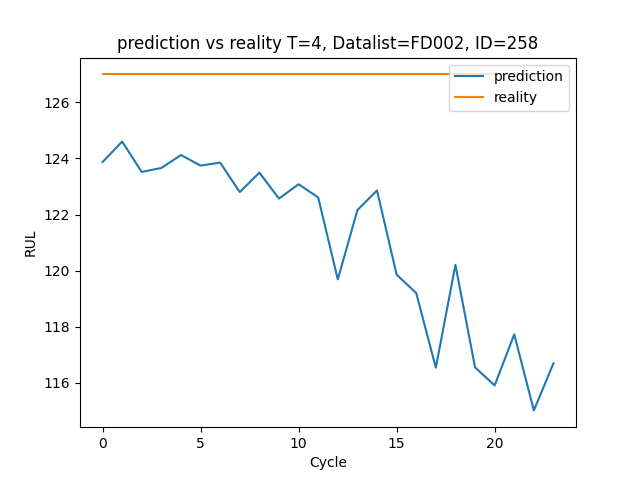 prediction vs reality T=4, Datalist=FD002, ID=258
prediction
reality
126
124
122
120
118
116
RUL
0 5 10 15 20
Cycle